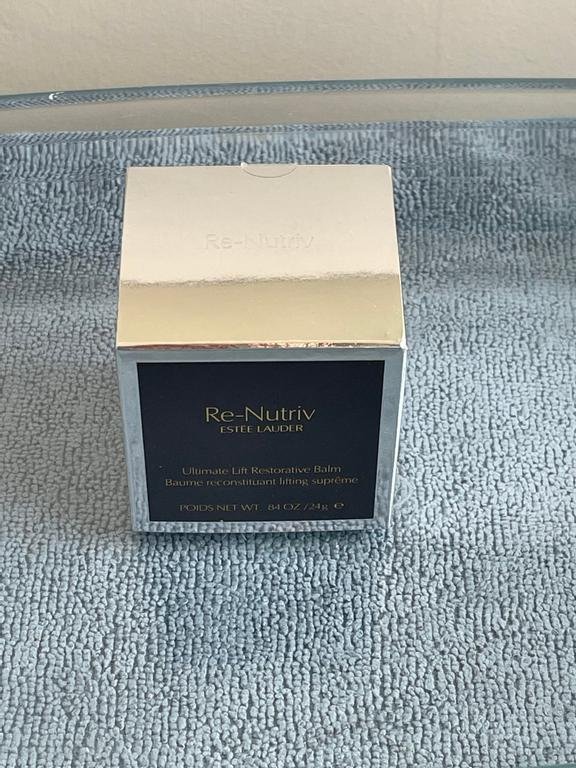 Re-Nutriv
Re-Nutriv
ESTĒE LAUDER
Ultimate Lift Restorative Balm
Baume reconstituant lifting suprême
POIDS NET WT. .84 OZ /24g ℮